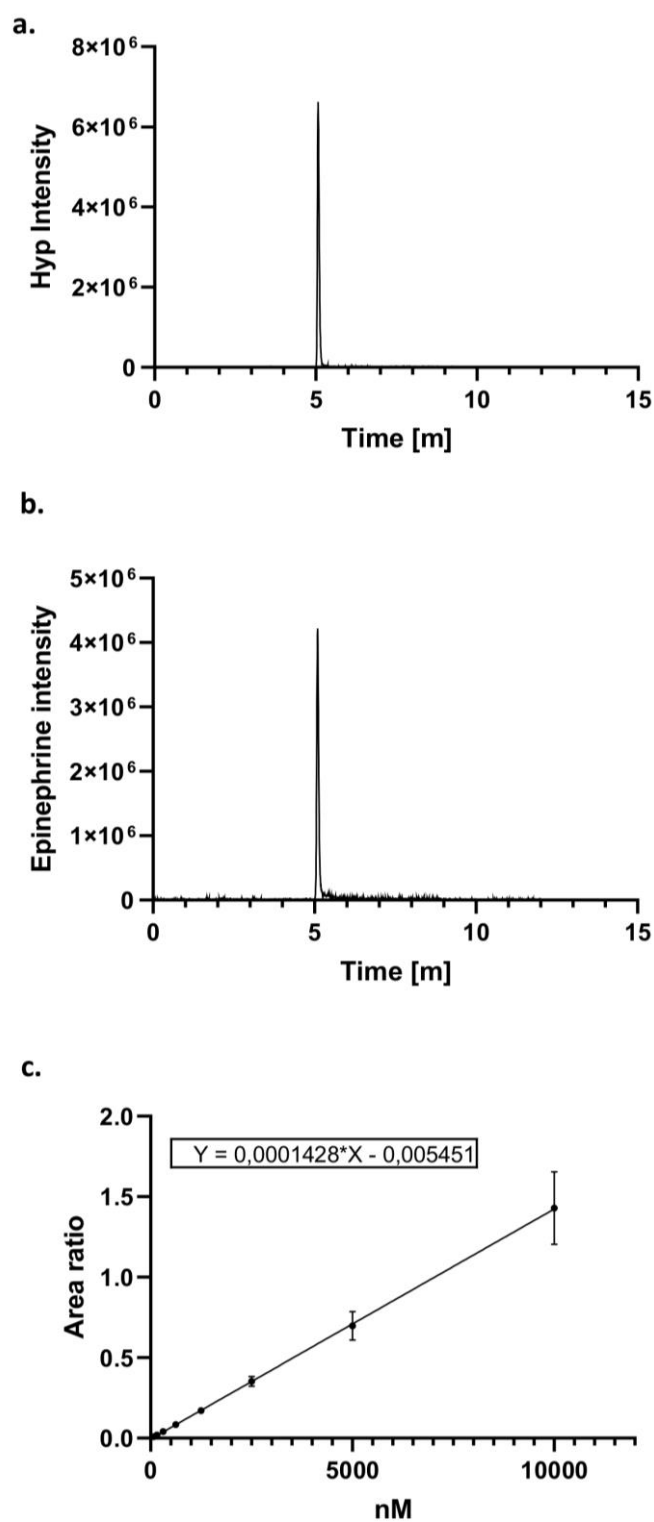 a.
8×10⁶
6×10⁶
4×10⁶
2×10⁶
0
Hyp Intensity
0 5 10 15
Time [m]
b.
5×10⁶
4×10⁶
3×10⁶
2×10⁶
1×10⁶
0
Epinephrine intensity
0 5 10 15
Time [m]
c.
2.0
1.5
1.0
0.5
0.0
Area ratio
Y = 0,0001428*X - 0,005451
0 5000 10000
nM